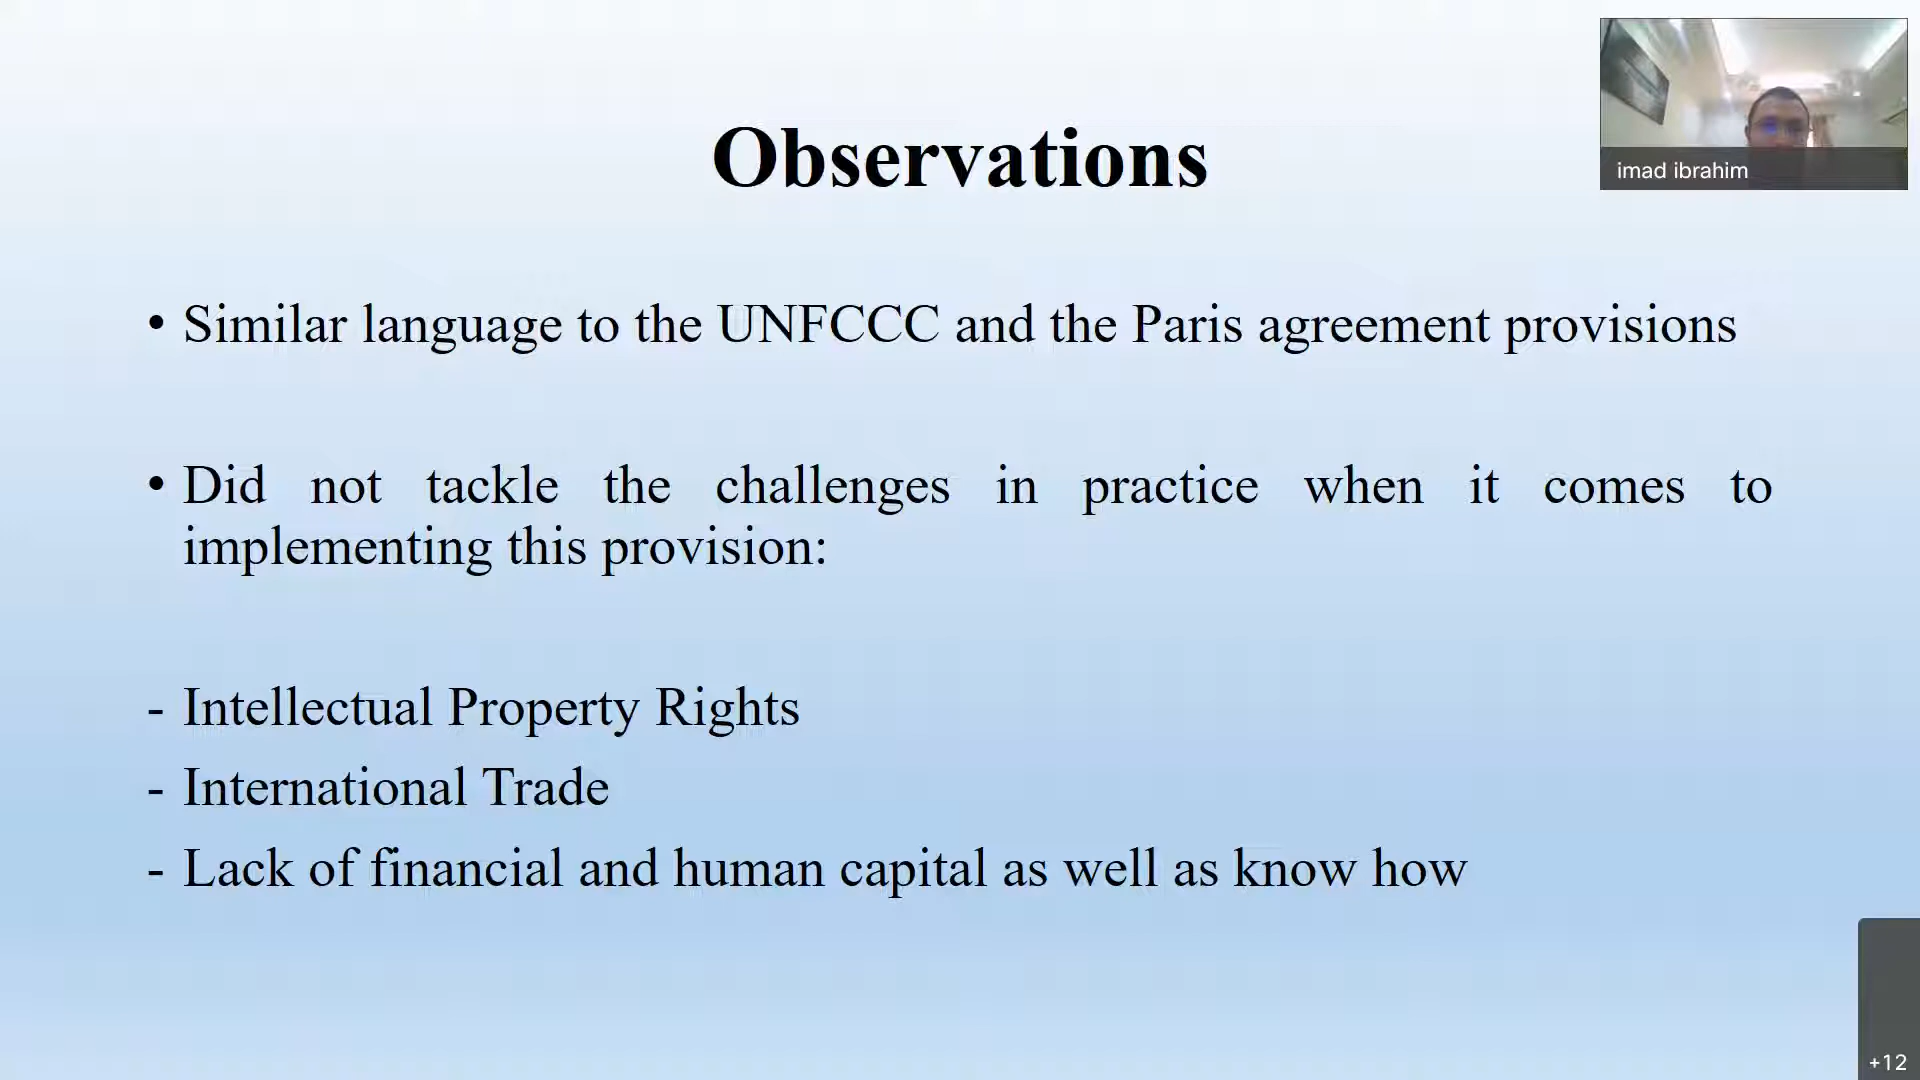 Observations
imad ibrahim
• Similar language to the UNFCCC and the Paris agreement provisions
• Did not tackle the challenges in practice when it comes to
implementing this provision:
- Intellectual Property Rights
- International Trade
- Lack of financial and human capital as well as know how
+12